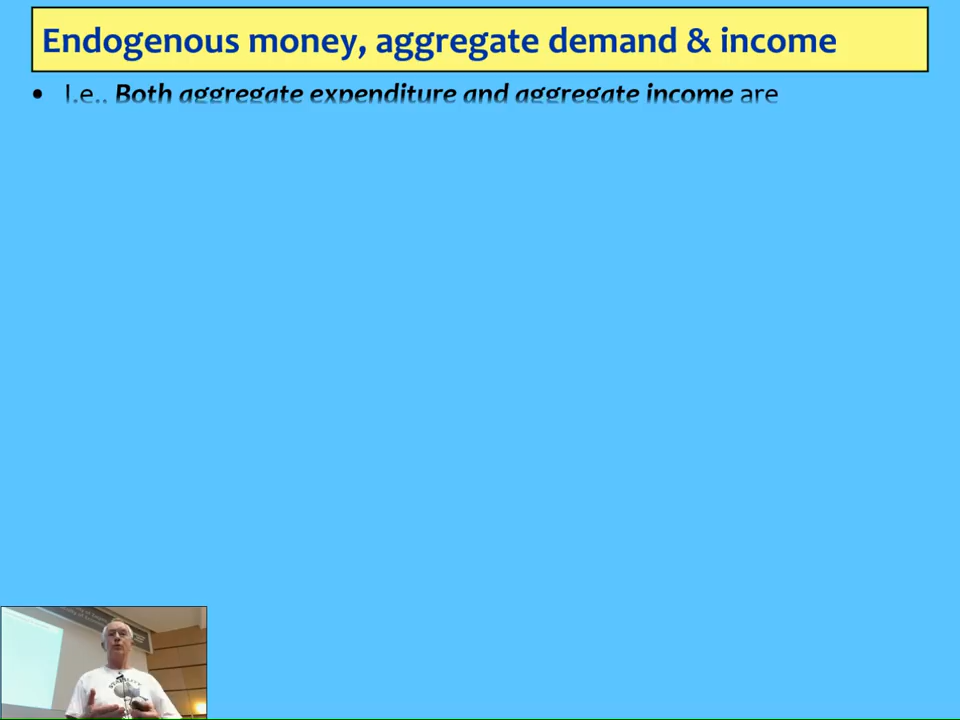 Endogenous money, aggregate demand & income
• I.e., Both aggregate expenditure and aggregate income are